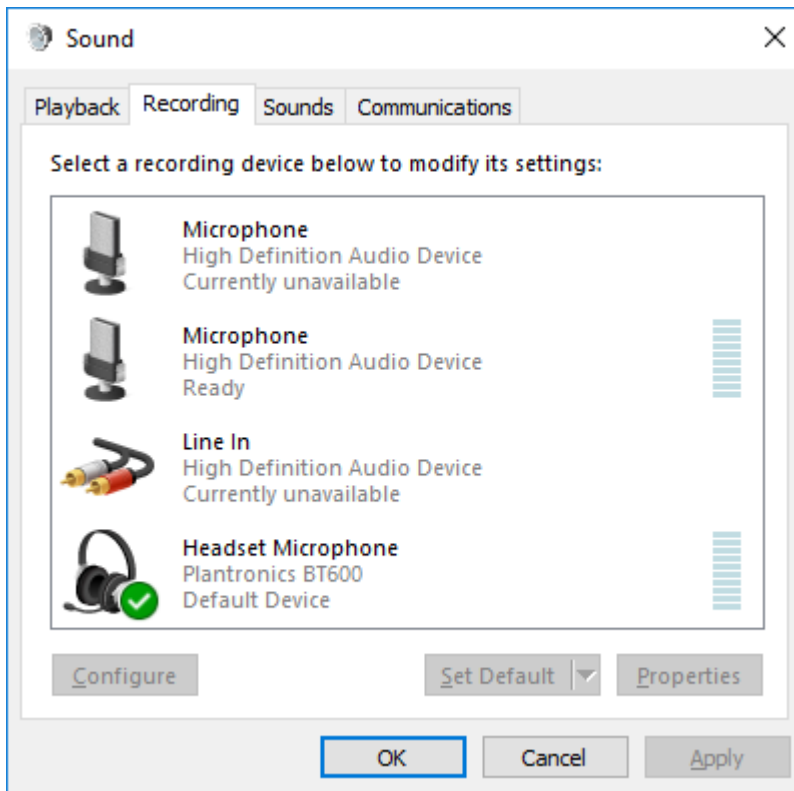 Sound
Playback Recording Sounds Communications
Select a recording device below to modify its settings:
Microphone
High Definition Audio Device
Currently unavailable
Microphone
High Definition Audio Device
Ready
Line In
High Definition Audio Device
Currently unavailable
Headset Microphone
Plantronics BT600
Default Device
Configure Set Default Properties
OK Cancel Apply